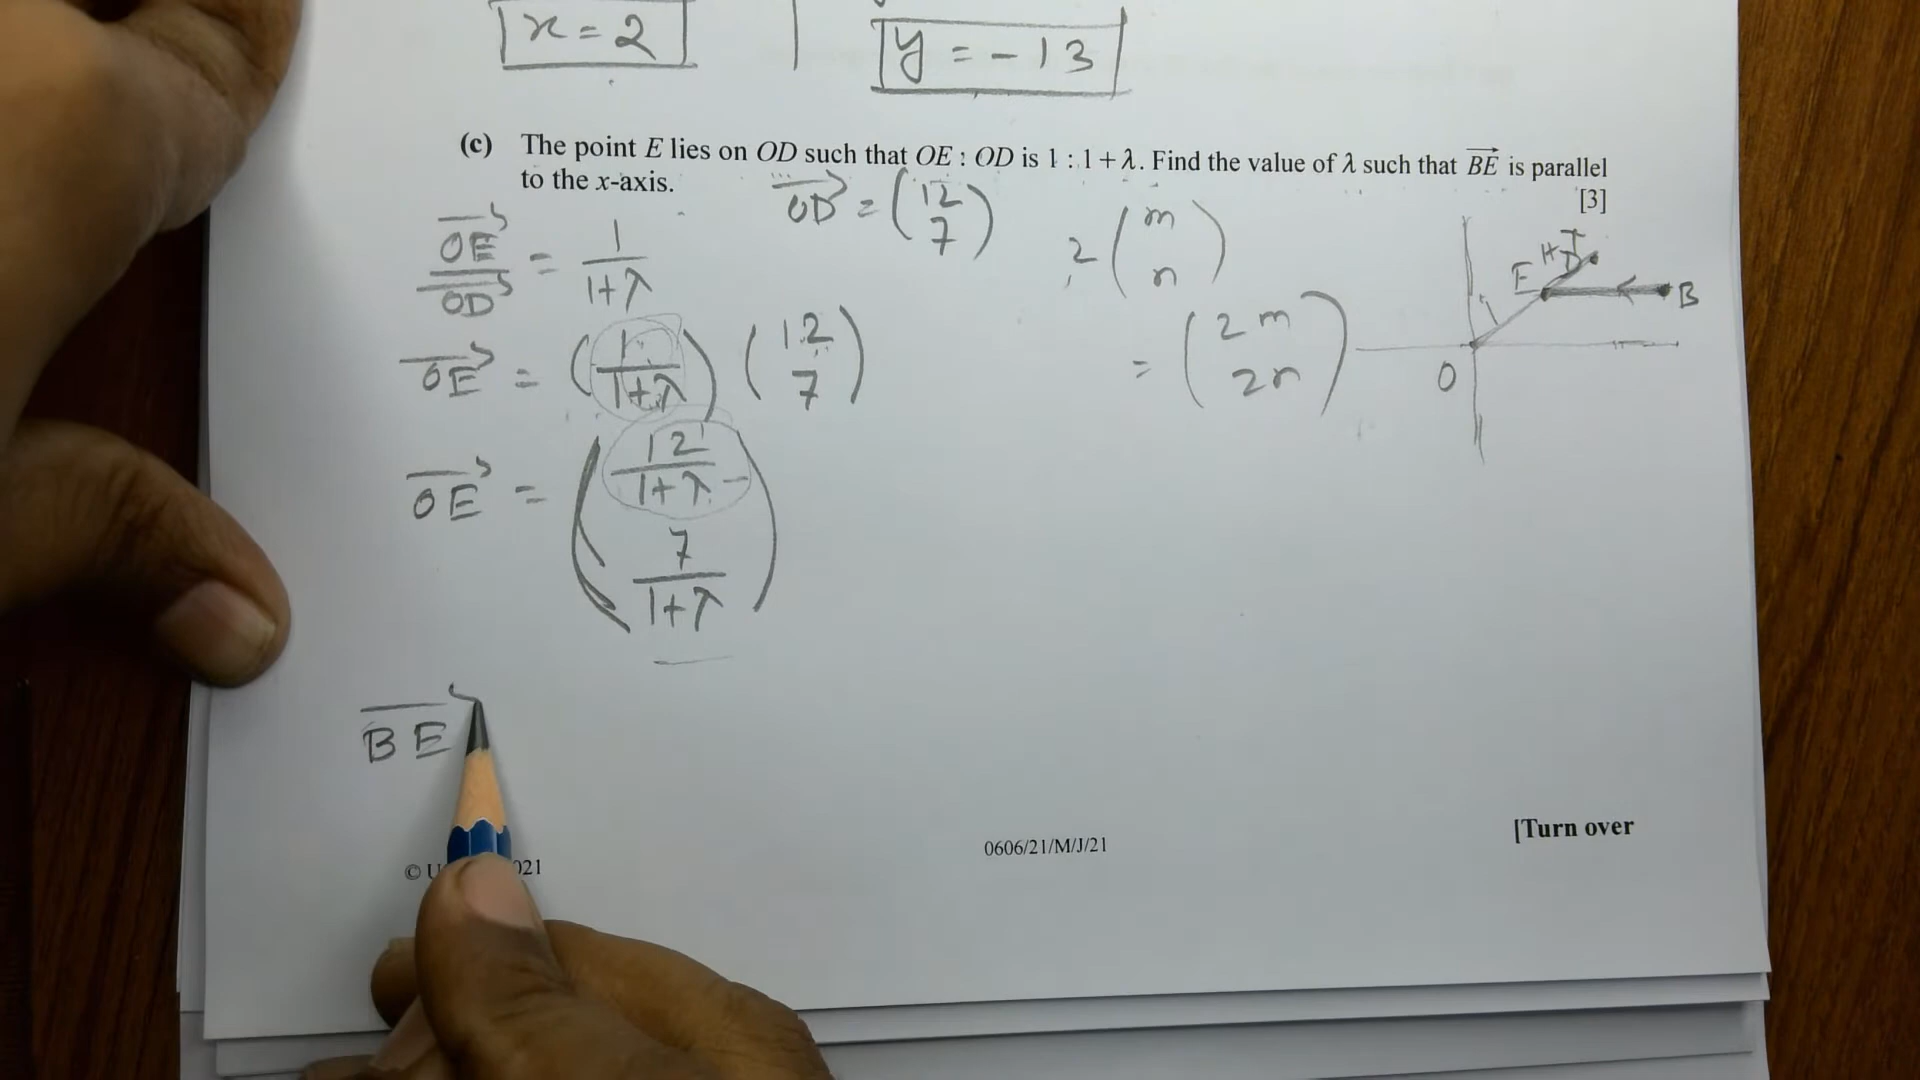 x = 2
y = - 13
(c) The point E lies on OD such that OE : OD is 1 : 1 + λ. Find the value of λ such that BE is parallel
to the x-axis.
[3]
OD = (12 7)
OE/OD = 1/1+λ
2 (m n)
= (2m 2n)
OE = (1/1+λ) (12 7)
OE = (12/1+λ 7/1+λ)
E
D
B
O
BE
[Turn over
0606/21/M/J/21
© U 021